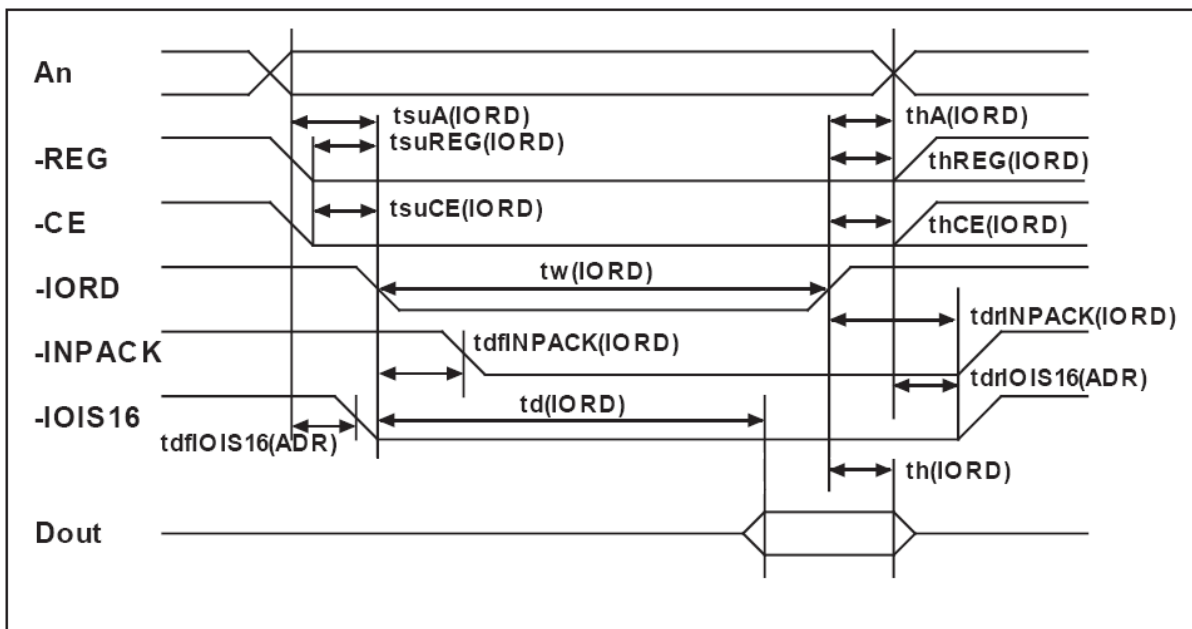 An
tsuA(IORD)
thA(IORD)
tsuREG(IORD)
-REG
thREG(IORD)
tsuCE(IORD)
-CE
thCE(IORD)
tw(IORD)
-IORD
tdrINPACK(IORD)
-INPACK
tdfINPACK(IORD)
tdrIOIS16(ADR)
-IOIS16
td(IORD)
tdfIOIS16(ADR)
th(IORD)
Dout